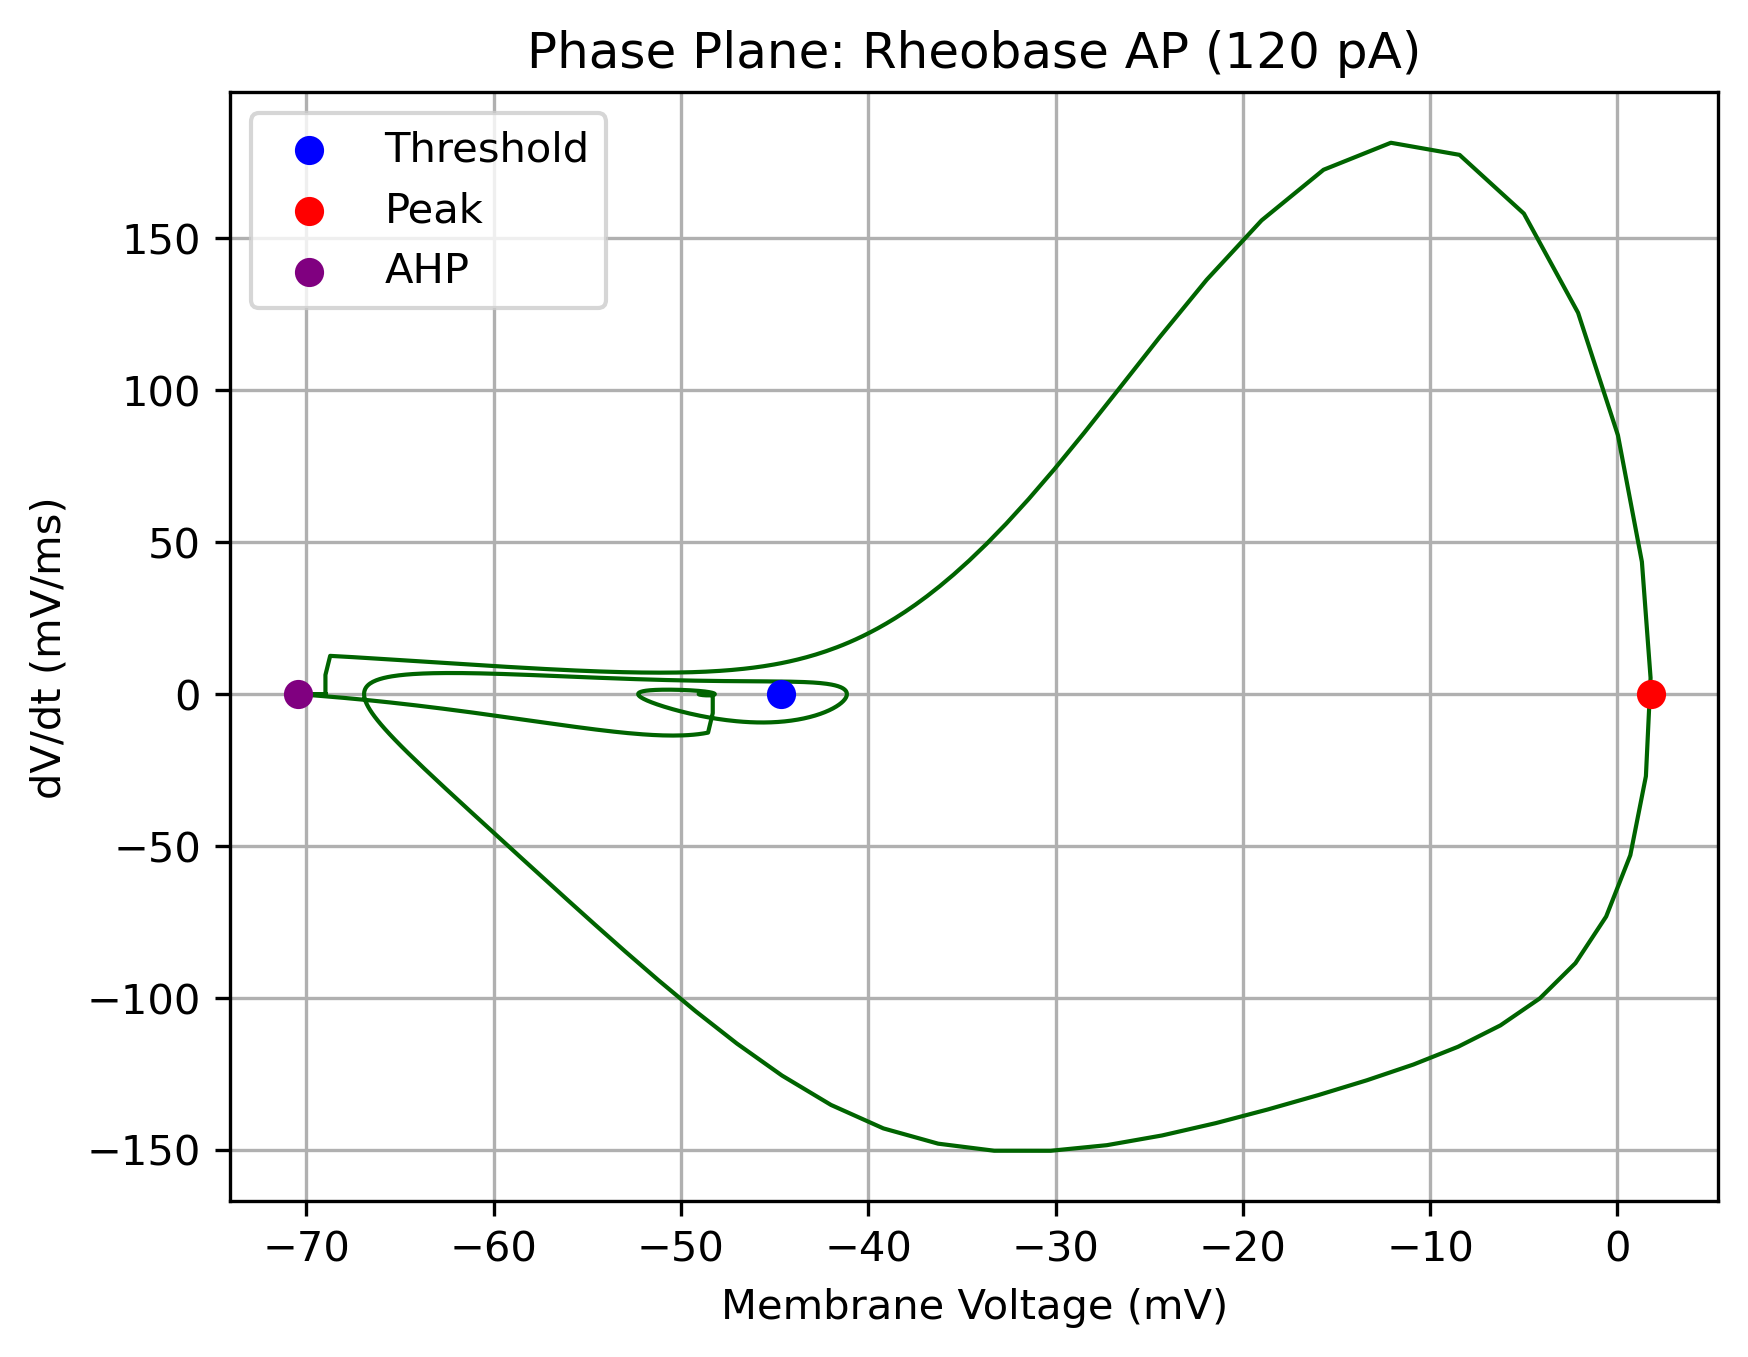 Phase Plane: Rheobase AP (120 pA)
Threshold
Peak
AHP
dV/dt (mV/ms)
150
100
50
0
−50
−100
−150
−70 −60 −50 −40 −30 −20 −10 0
Membrane Voltage (mV)